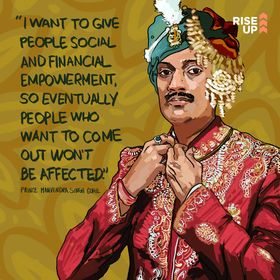 "I WANT TO GIVE
PEOPLE SOCIAL
AND FINANCIAL
EMPOWERMENT,
SO EVENTUALLY
PEOPLE WHO
WANT TO COME
OUT WON'T
BE AFFECTED."
PRINCE MANVENDRA SINGH GOHIL
RISE
UP